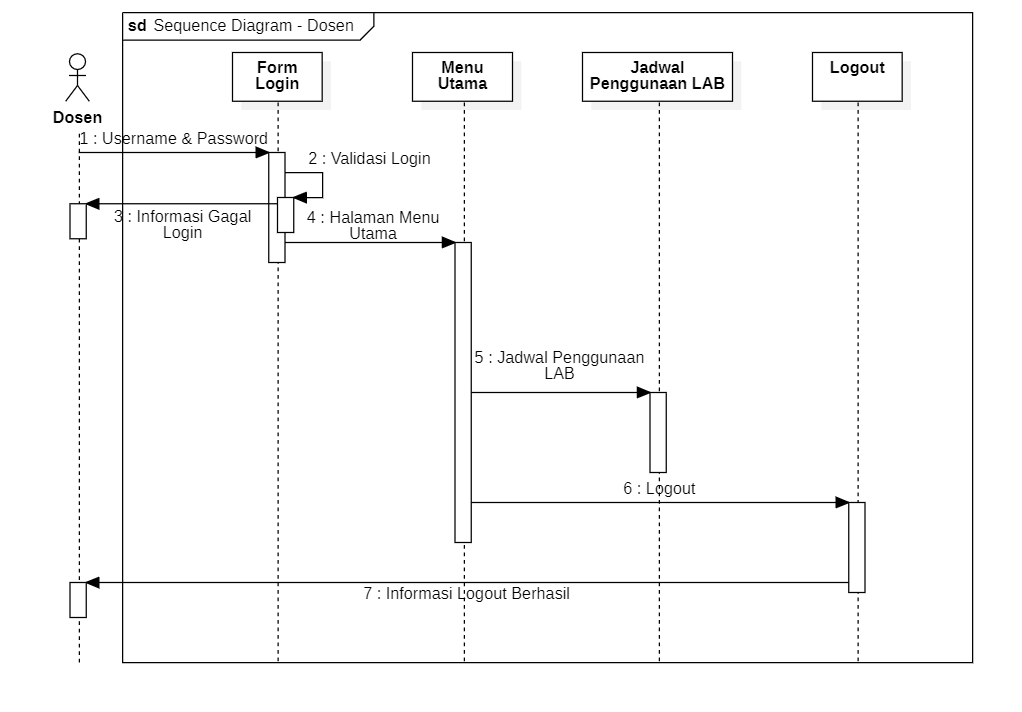 sd Sequence Diagram - Dosen
Form
Login
Menu
Utama
Jadwal
Penggunaan LAB
Logout
Dosen
1 : Username & Password
2 : Validasi Login
3 : Informasi Gagal
Login
4 : Halaman Menu
Utama
5 : Jadwal Penggunaan
LAB
6 : Logout
7 : Informasi Logout Berhasil